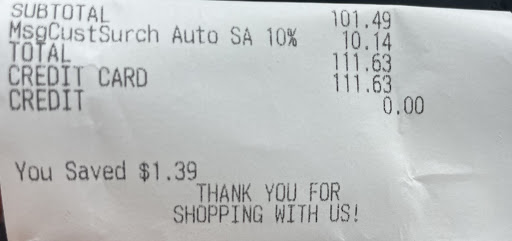 SUBTOTAL 101.49
MsgCustSurch Auto SA 10% 10.14
TOTAL 111.63
CREDIT CARD 111.63
CREDIT 0.00
You Saved $1.39
THANK YOU FOR
SHOPPING WITH US!